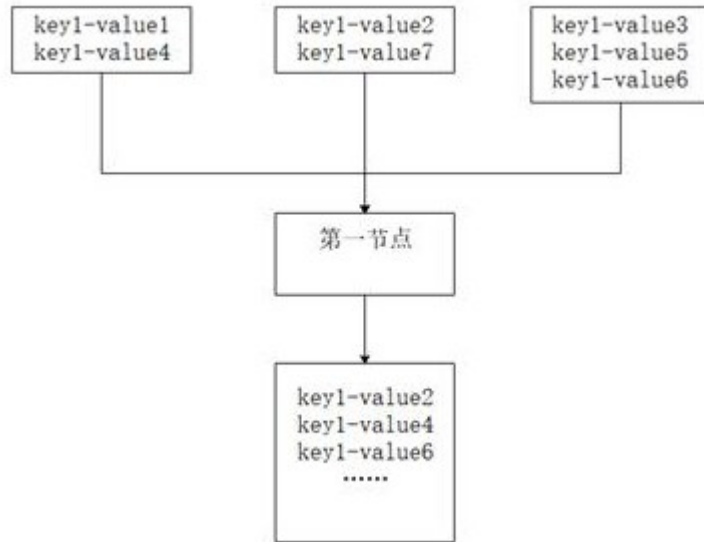 key1-value1
key1-value4
key1-value2
key1-value7
key1-value3
key1-value5
key1-value6
第一节点
key1-value2
key1-value4
key1-value6
……